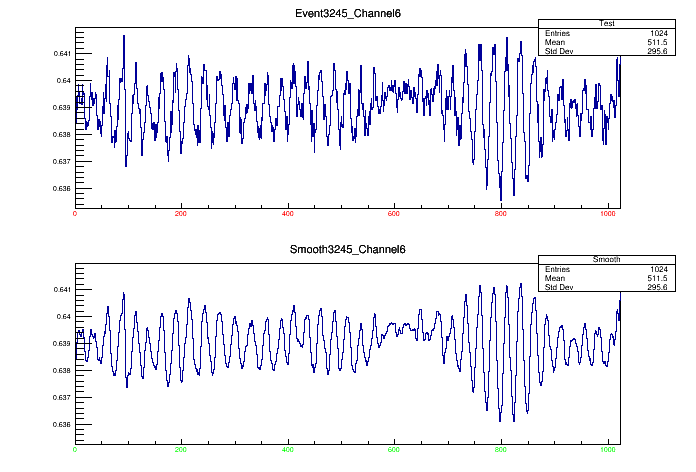 Event3245_Channel6
Test
Entries 1024
Mean 511.5
Std Dev 295.6
0.641
0.64
0.639
0.638
0.637
0.636
0 200 400 600 800 1000
Smooth3245_Channel6
Smooth
Entries 1024
Mean 511.5
Std Dev 295.6
0.641
0.64
0.639
0.638
0.637
0.636
0 200 400 600 800 1000